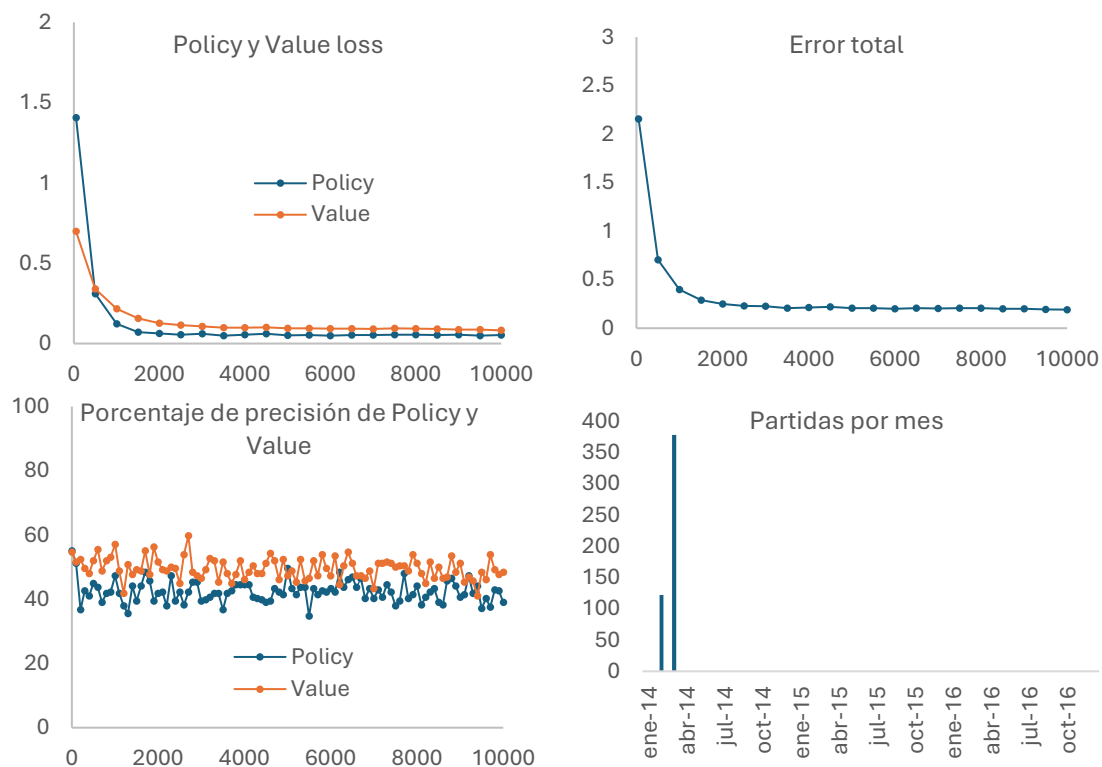 Policy y Value loss
2
1.5
1
0.5
0
Policy
Value
0 2000 4000 6000 8000 10000
Error total
3
2.5
2
1.5
1
0.5
0
0 2000 4000 6000 8000 10000
Porcentaje de precisión de Policy y
Value
100
80
60
40
20
0
Policy
Value
0 2000 4000 6000 8000 10000
Partidas por mes
400
350
300
250
200
150
100
50
0
ene-14
abr-14
jul-14
oct-14
ene-15
abr-15
jul-15
oct-15
ene-16
abr-16
jul-16
oct-16